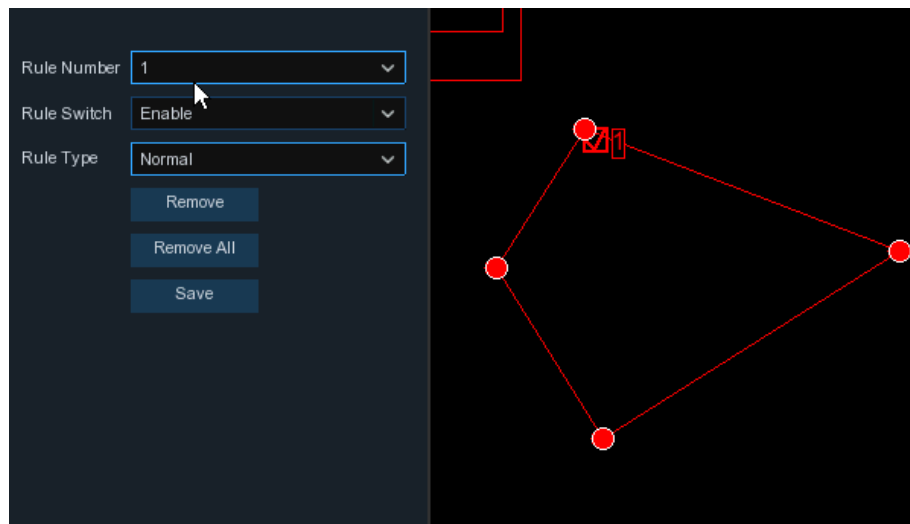 Rule Number 1
Rule Switch Enable
Rule Type Normal
Remove
Remove All
Save
1